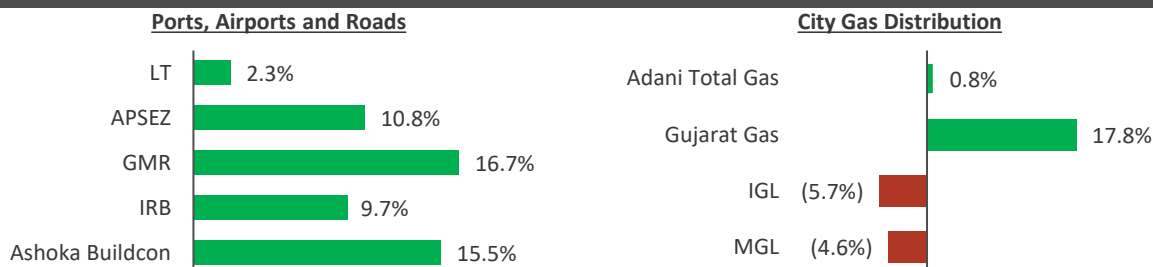 Ports, Airports and Roads
LT 2.3%
APSEZ 10.8%
GMR 16.7%
IRB 9.7%
Ashoka Buildcon 15.5%
City Gas Distribution
Adani Total Gas 0.8%
Gujarat Gas 17.8%
IGL (5.7%)
MGL (4.6%)